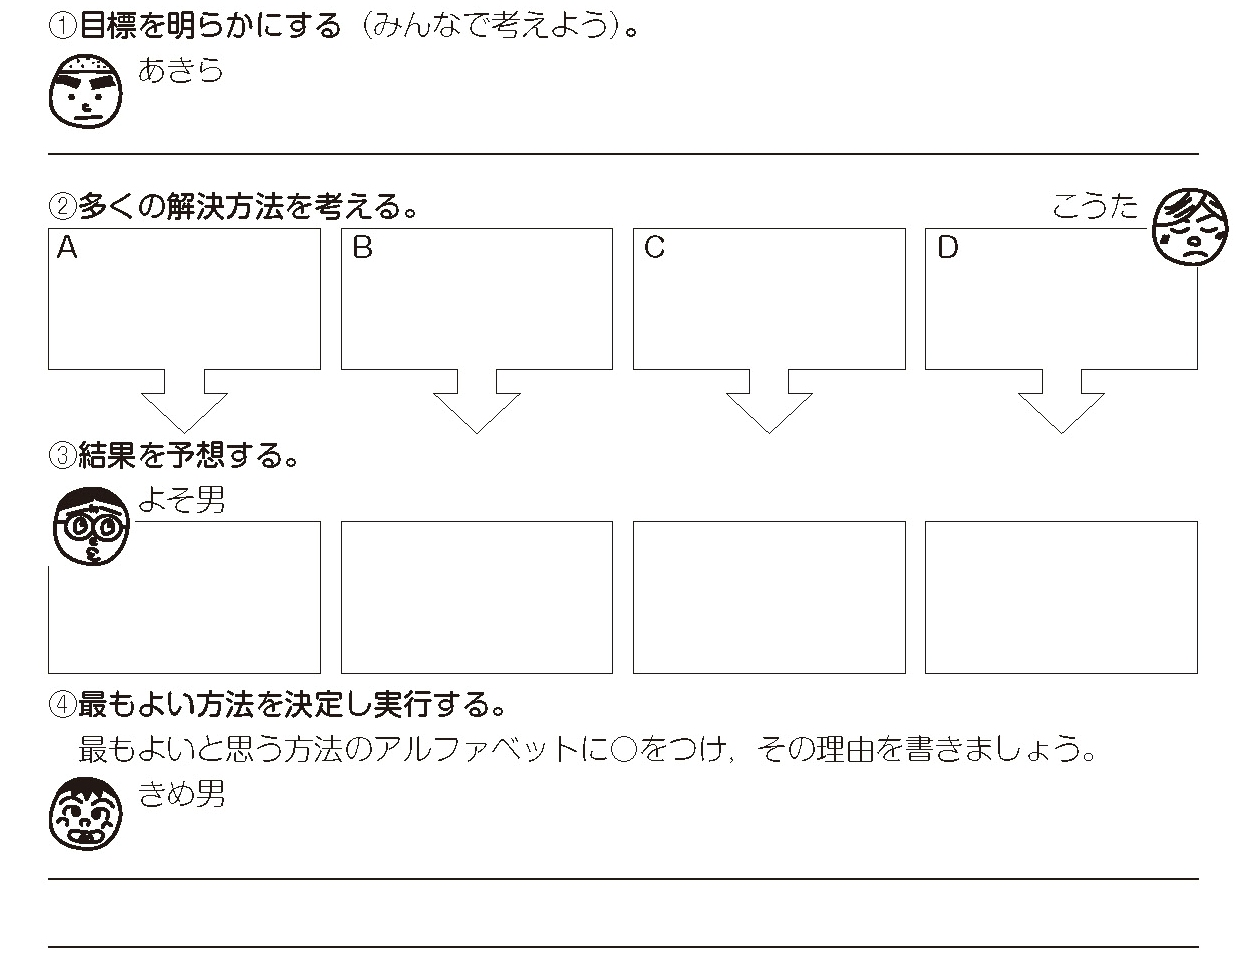 ①目標を明らかにする（みんなで考えよう）。
あきら
②多くの解決方法を考える。
こうた
A
B
C
D
③結果を予想する。
よそ男
④最もよい方法を決定し実行する。
最もよいと思う方法のアルファベットに○をつけ，その理由を書きましょう。
きめ男